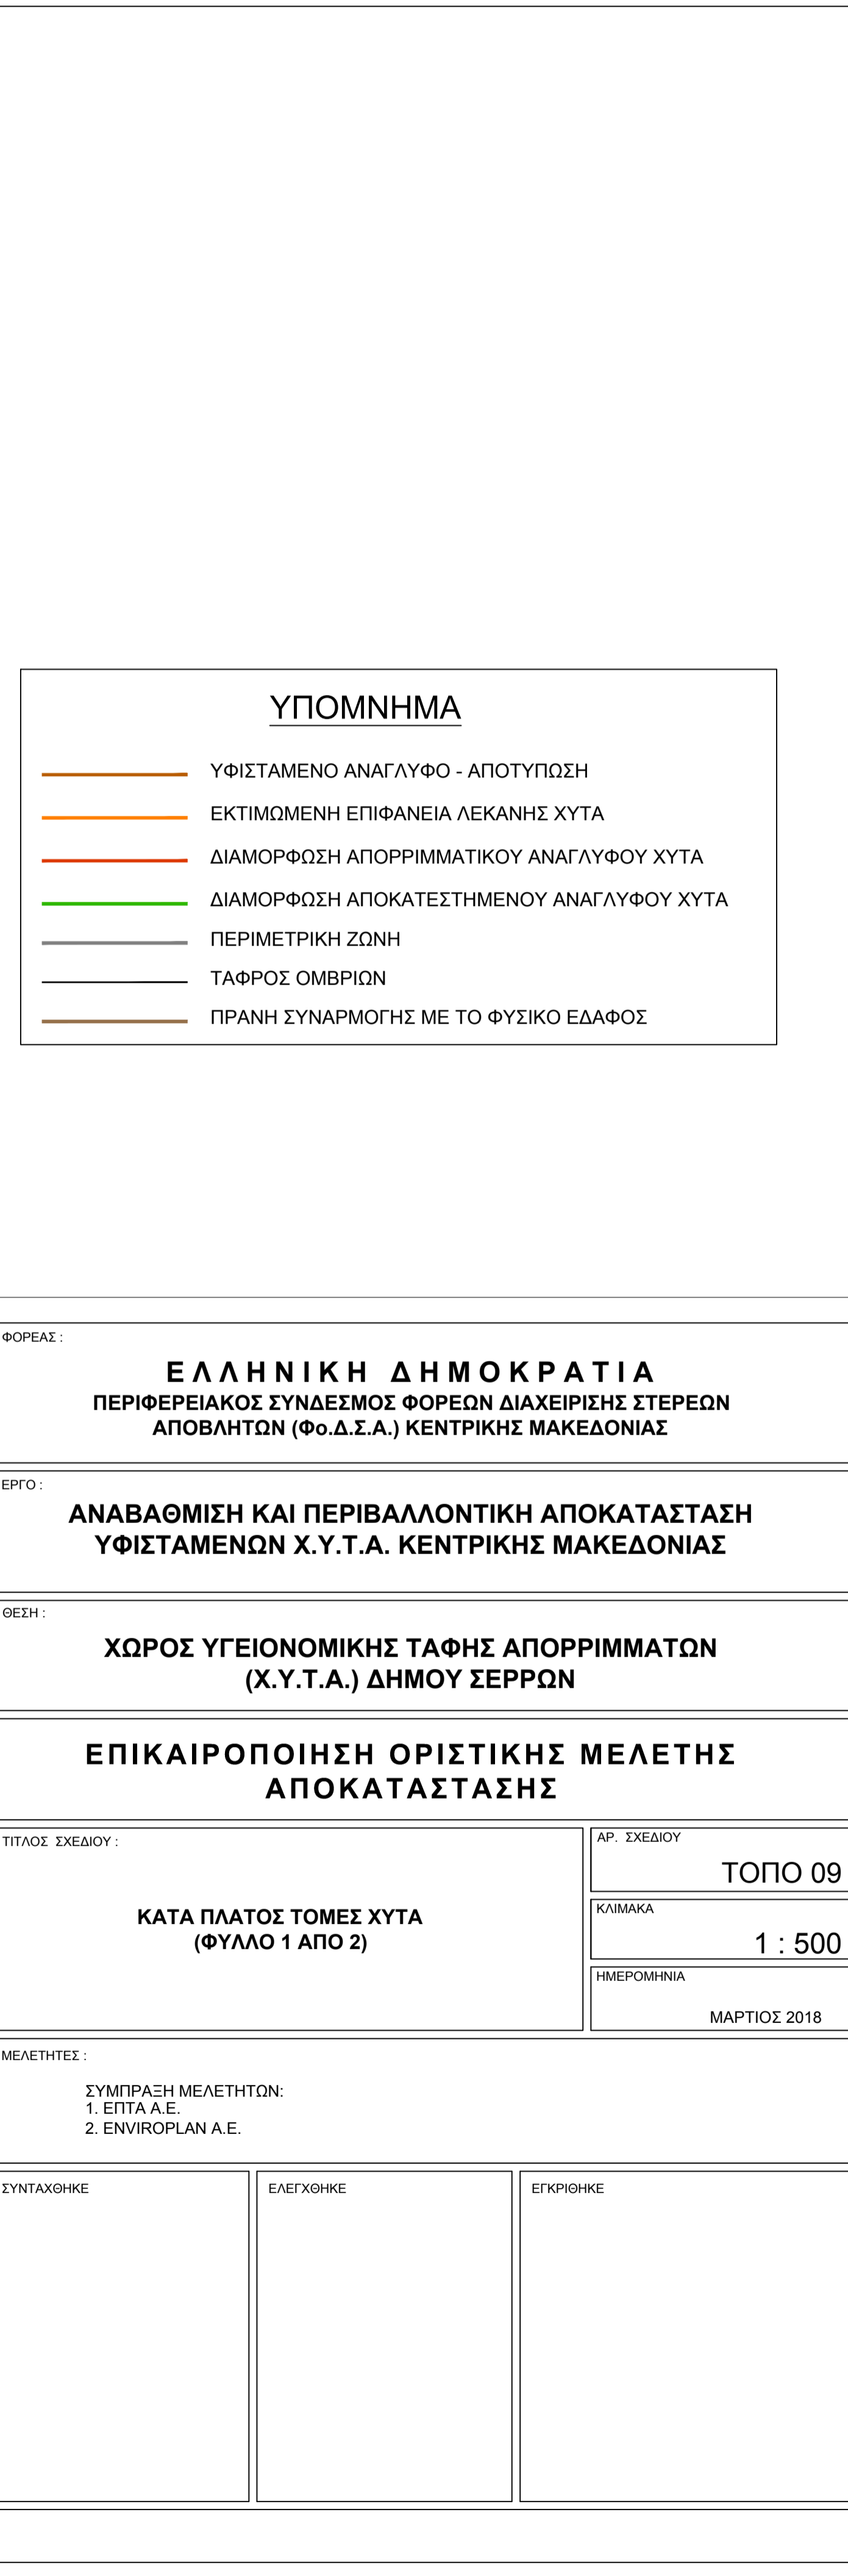 ΥΠΟΜΝΗΜΑ
ΥΦΙΣΤΑΜΕΝΟ ΑΝΑΓΛΥΦΟ - ΑΠΟΤΥΠΩΣΗ
ΕΚΤΙΜΩΜΕΝΗ ΕΠΙΦΑΝΕΙΑ ΛΕΚΑΝΗΣ ΧΥΤΑ
ΔΙΑΜΟΡΦΩΣΗ ΑΠΟΡΡΙΜΜΑΤΙΚΟΥ ΑΝΑΓΛΥΦΟΥ ΧΥΤΑ
ΔΙΑΜΟΡΦΩΣΗ ΑΠΟΚΑΤΕΣΤΗΜΕΝΟΥ ΑΝΑΓΛΥΦΟΥ ΧΥΤΑ
ΠΕΡΙΜΕΤΡΙΚΗ ΖΩΝΗ
ΤΑΦΡΟΣ ΟΜΒΡΙΩΝ
ΠΡΑΝΗ ΣΥΝΑΡΜΟΓΗΣ ΜΕ ΤΟ ΦΥΣΙΚΟ ΕΔΑΦΟΣ
ΦΟΡΕΑΣ :
ΕΛΛΗΝΙΚΗ ΔΗΜΟΚΡΑΤΙΑ
ΠΕΡΙΦΕΡΕΙΑΚΟΣ ΣΥΝΔΕΣΜΟΣ ΦΟΡΕΩΝ ΔΙΑΧΕΙΡΙΣΗΣ ΣΤΕΡΕΩΝ
ΑΠΟΒΛΗΤΩΝ (Φο.Δ.Σ.Α.) ΚΕΝΤΡΙΚΗΣ ΜΑΚΕΔΟΝΙΑΣ
ΕΡΓΟ :
ΑΝΑΒΑΘΜΙΣΗ ΚΑΙ ΠΕΡΙΒΑΛΛΟΝΤΙΚΗ ΑΠΟΚΑΤΑΣΤΑΣΗ
ΥΦΙΣΤΑΜΕΝΩΝ Χ.Υ.Τ.Α. ΚΕΝΤΡΙΚΗΣ ΜΑΚΕΔΟΝΙΑΣ
ΘΕΣΗ :
ΧΩΡΟΣ ΥΓΕΙΟΝΟΜΙΚΗΣ ΤΑΦΗΣ ΑΠΟΡΡΙΜΜΑΤΩΝ
(Χ.Υ.Τ.Α.) ΔΗΜΟΥ ΣΕΡΡΩΝ
ΕΠΙΚΑΙΡΟΠΟΙΗΣΗ ΟΡΙΣΤΙΚΗΣ ΜΕΛΕΤΗΣ
ΑΠΟΚΑΤΑΣΤΑΣΗΣ
ΤΙΤΛΟΣ ΣΧΕΔΙΟΥ :
ΚΑΤΑ ΠΛΑΤΟΣ ΤΟΜΕΣ ΧΥΤΑ
(ΦΥΛΛΟ 1 ΑΠΟ 2)
ΑΡ. ΣΧΕΔΙΟΥ
ΤΟΠΟ 09
ΚΛΙΜΑΚΑ
1 : 500
ΗΜΕΡΟΜΗΝΙΑ
ΜΑΡΤΙΟΣ 2018
ΜΕΛΕΤΗΤΕΣ :
ΣΥΜΠΡΑΞΗ ΜΕΛΕΤΗΤΩΝ:
1. ΕΠΤΑ Α.Ε.
2. ENVIROPLAN Α.Ε.
ΣΥΝΤΑΧΘΗΚΕ
ΕΛΕΓΧΘΗΚΕ
ΕΓΚΡΙΘΗΚΕ